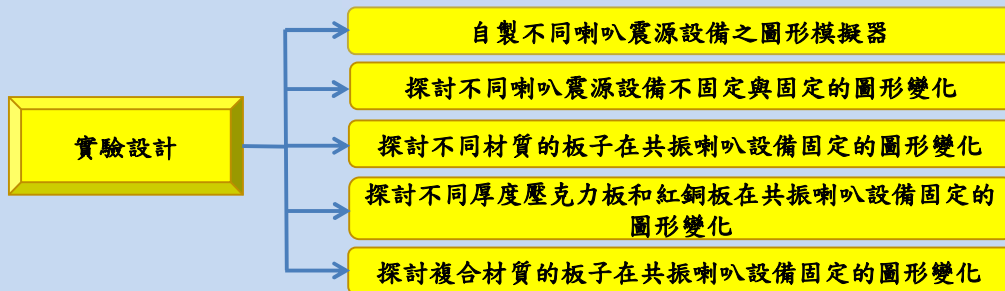 實驗設計
自製不同喇叭震源設備之圖形模擬器
探討不同喇叭震源設備不固定與固定的圖形變化
探討不同材質的板子在共振喇叭設備固定的圖形變化
探討不同厚度壓克力板和紅銅板在共振喇叭設備固定的
圖形變化
探討複合材質的板子在共振喇叭設備固定的圖形變化